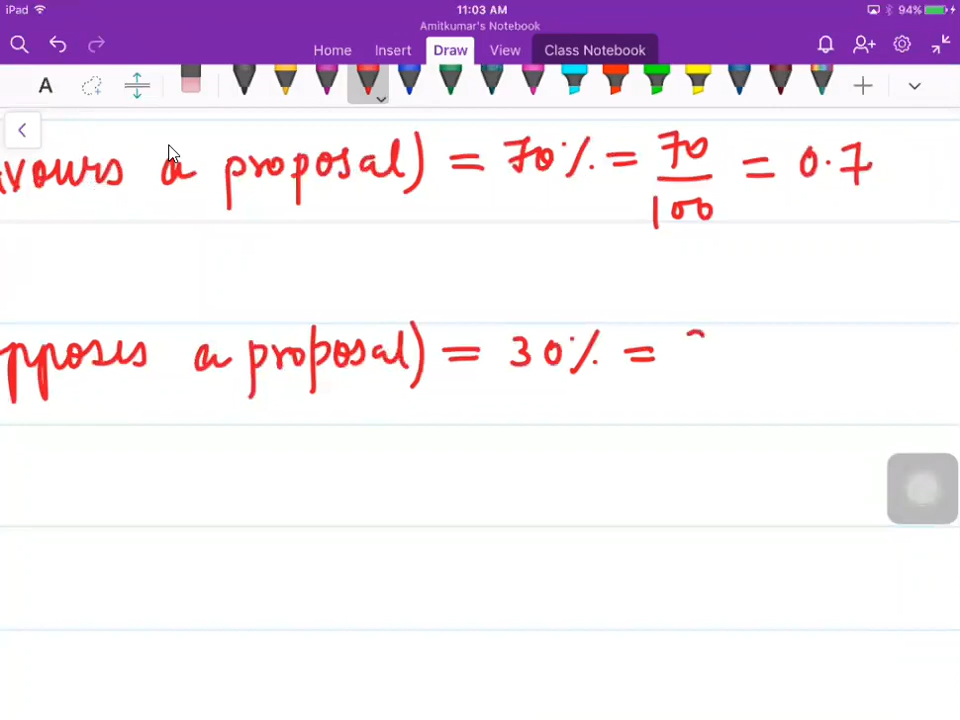 iPad 11:03 AM 94%
Amitkumar's Notebook
Home Insert Draw View Class Notebook
A
vours a proposal) = 70% = 70/100 = 0.7
pposes a proposal) = 30% =